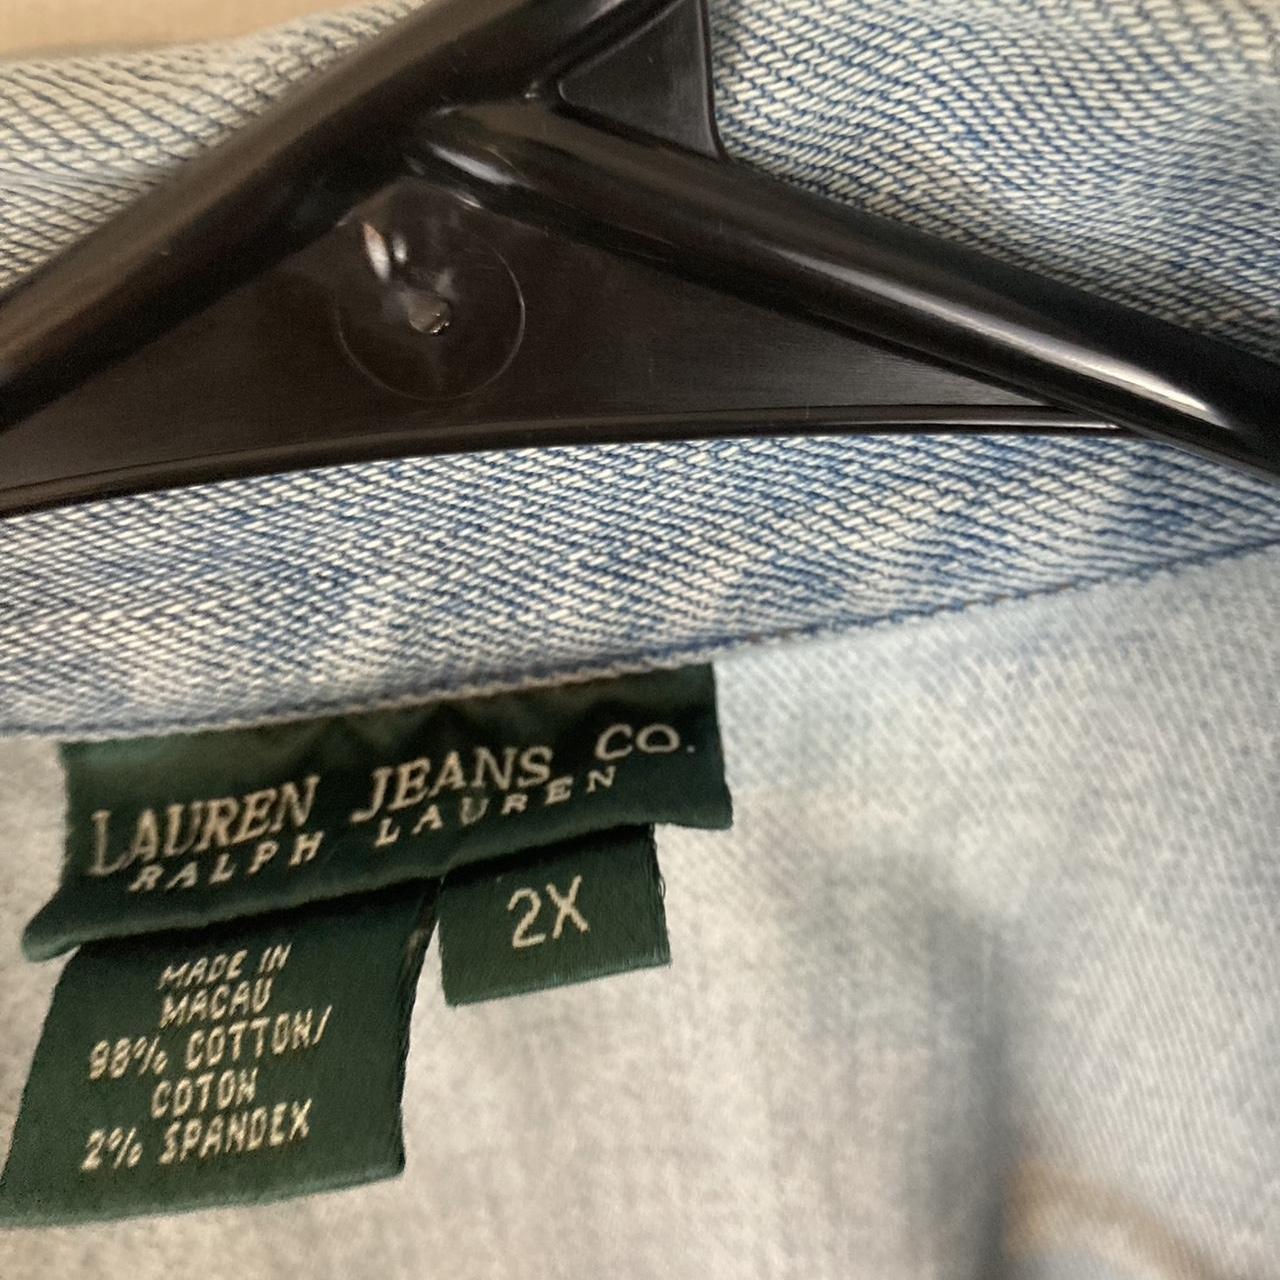 LAUREN JEANS CO.
RALPH LAUREN
2X
MADE IN
MACAU
98% COTTON/
COTON
2% SPANDEX